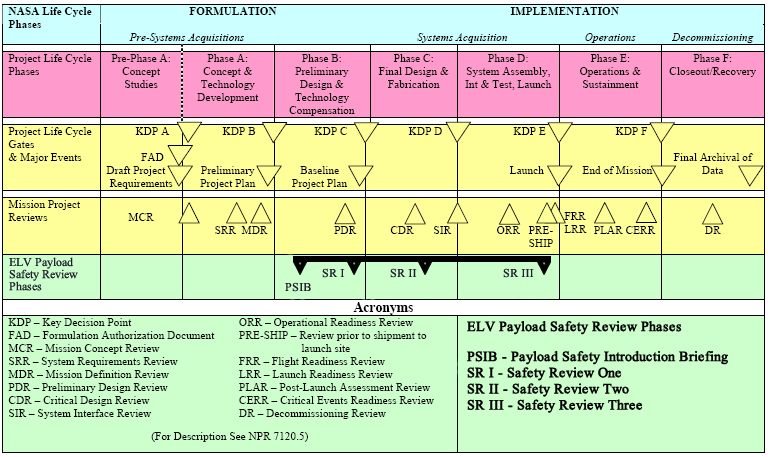 NASA Life Cycle Phases
FORMULATION
IMPLEMENTATION
Pre-Systems Acquisitions
Systems Acquisition
Operations
Decommissioning
Project Life Cycle Phases
Pre-Phase A: Concept Studies
Phase A: Concept & Technology Development
Phase B: Preliminary Design & Technology Compensation
Phase C: Final Design & Fabrication
Phase D: System Assembly, Int & Test, Launch
Phase E: Operations & Sustainment
Phase F: Closeout/Recovery
Project Life Cycle Gates & Major Events
KDP A
KDP B
KDP C
KDP D
KDP E
KDP F
FAD
Draft Project Requirements
Preliminary Project Plan
Baseline Project Plan
Launch
End of Mission
Final Archival of Data
Mission Project Reviews
MCR
SRR
MDR
PDR
CDR
SIR
ORR
PRE-SHIP
FRR
LRR
PLAR
CERR
DR
ELV Payload Safety Review Phases
PSIB
SR I
SR II
SR III
Acronyms
KDP – Key Decision Point
FAD – Formulation Authorization Document
MCR – Mission Concept Review
SRR – System Requirements Review
MDR – Mission Definition Review
PDR – Preliminary Design Review
CDR – Critical Design Review
SIR – System Interface Review
ORR – Operational Readiness Review
PRE-SHIP – Review prior to shipment to
launch site
FRR – Flight Readiness Review
LRR – Launch Readiness Review
PLAR – Post-Launch Assessment Review
CERR – Critical Events Readiness Review
DR – Decommissioning Review
(For Description See NPR 7120.5)
ELV Payload Safety Review Phases
PSIB - Payload Safety Introduction Briefing
SR I - Safety Review One
SR II - Safety Review Two
SR III - Safety Review Three